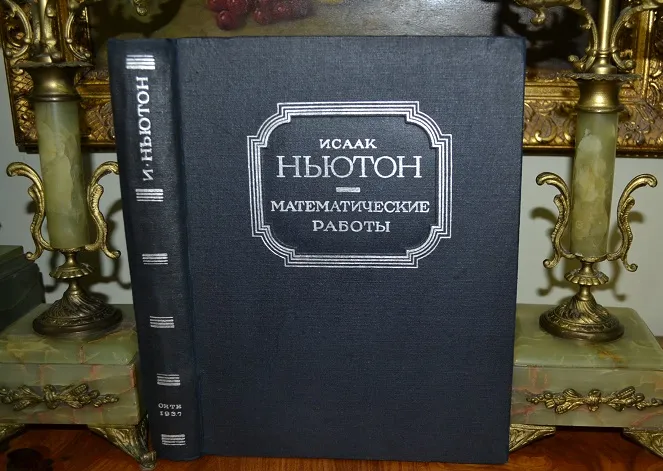 И. НЬЮТОН
ОНТИ
1937
ИСААК
НЬЮТОН
МАТЕМАТИЧЕСКИЕ
РАБОТЫ